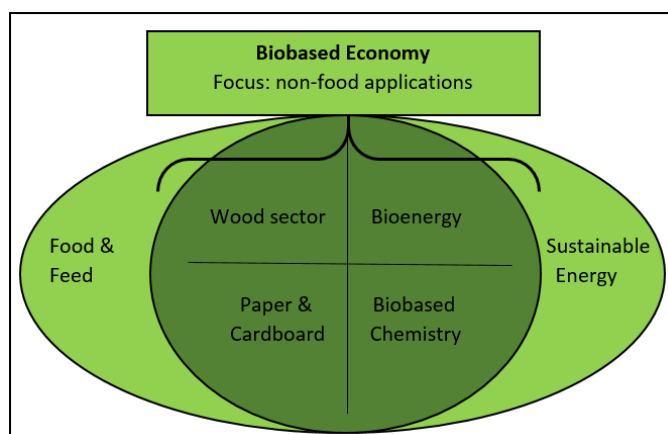 Biobased Economy
Focus: non-food applications
Wood sector
Bioenergy
Food &
Feed
Sustainable
Energy
Paper &
Cardboard
Biobased
Chemistry